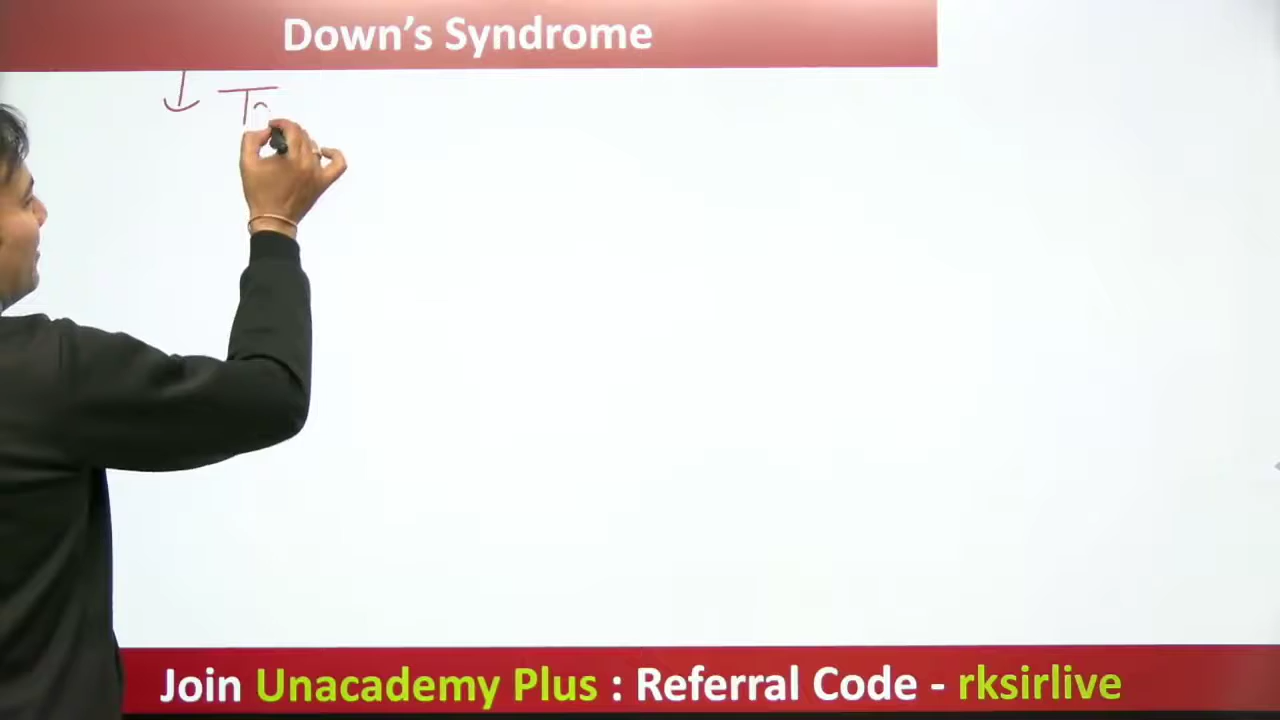 Down's Syndrome
Join Unacademy Plus : Referral Code - rksirlive